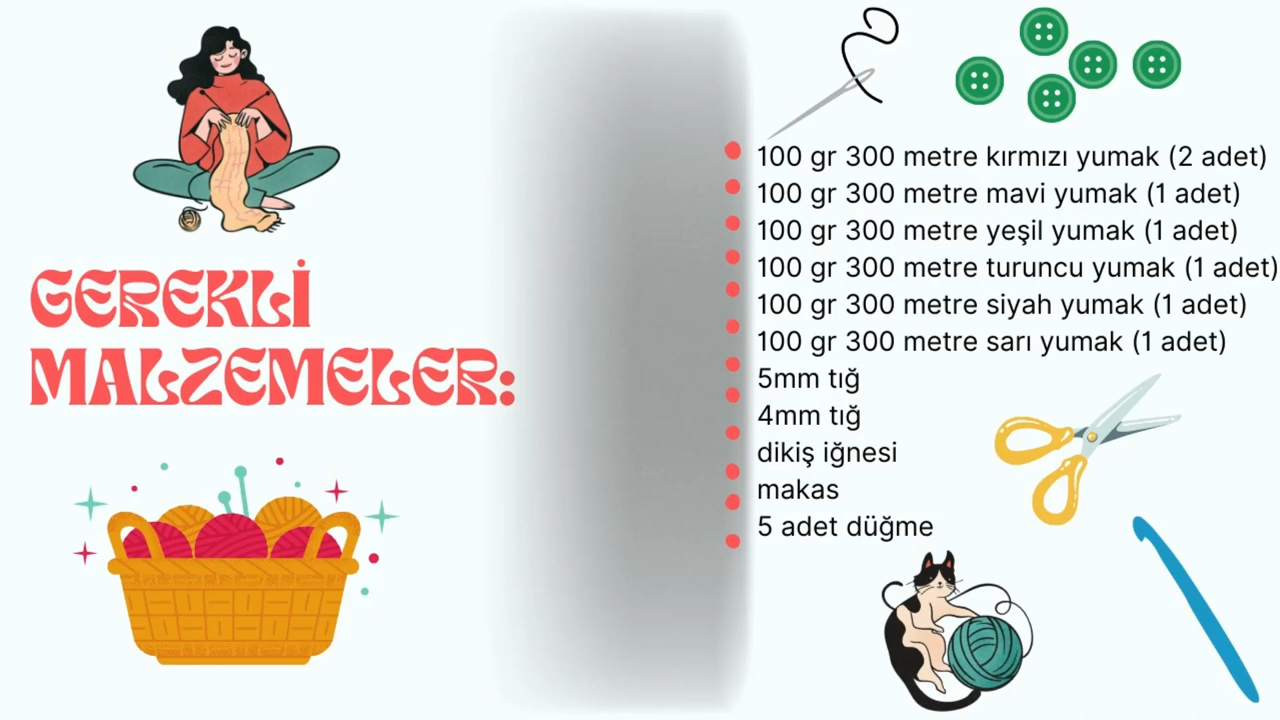 GEREKLİ
MALZEMELER:
100 gr 300 metre kırmızı yumak (2 adet)
100 gr 300 metre mavi yumak (1 adet)
100 gr 300 metre yeşil yumak (1 adet)
100 gr 300 metre turuncu yumak (1 adet)
100 gr 300 metre siyah yumak (1 adet)
100 gr 300 metre sarı yumak (1 adet)
5mm tığ
4mm tığ
dikiş iğnesi
makas
5 adet düğme